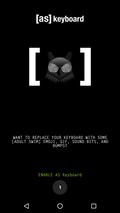 [as] keyboard
WANT TO REPLACE YOUR KEYBOARD WITH SOME
[ADULT SWIM] EMOJI, GIF, SOUND BITS, AND
BUMPS?
ENABLE AS Keyboard
1